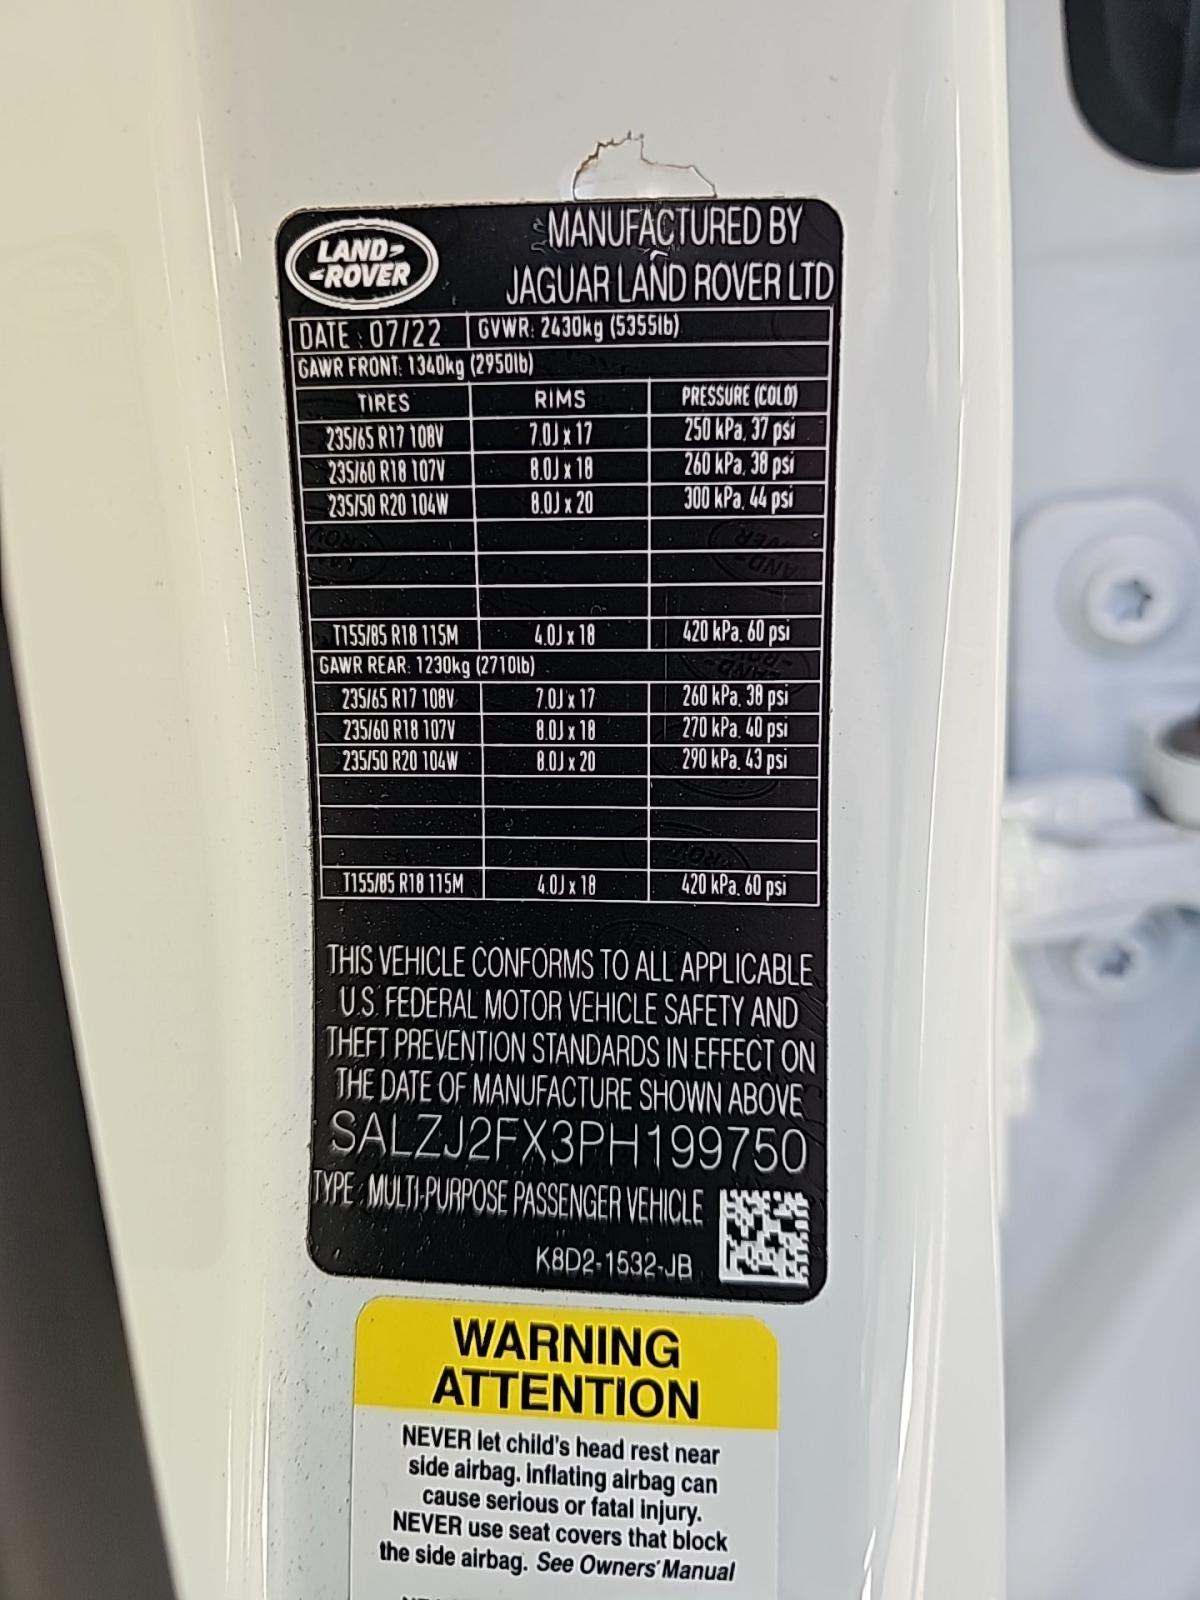 LAND-
-ROVER
MANUFACTURED BY
JAGUAR LAND ROVER LTD
DATE : 07/22 GVWR: 2430kg (5355lb)
GAWR FRONT: 1340kg (2950lb)
TIRES RIMS PRESSURE (COLD)
235/65 R17 108V 7.0J x 17 250 kPa, 37 psi
235/60 R18 107V 8.0J x 18 260 kPa, 38 psi
235/50 R20 104W 8.0J x 20 300 kPa, 44 psi
T155/85 R18 115M 4.0J x 18 420 kPa, 60 psi
GAWR REAR: 1230kg (2710lb)
235/65 R17 108V 7.0J x 17 260 kPa, 38 psi
235/60 R18 107V 8.0J x 18 270 kPa, 40 psi
235/50 R20 104W 8.0J x 20 290 kPa, 43 psi
T155/85 R18 115M 4.0J x 18 420 kPa, 60 psi
THIS VEHICLE CONFORMS TO ALL APPLICABLE
U.S. FEDERAL MOTOR VEHICLE SAFETY AND
THEFT PREVENTION STANDARDS IN EFFECT ON
THE DATE OF MANUFACTURE SHOWN ABOVE
SALZJ2FX3PH199750
TYPE : MULTI-PURPOSE PASSENGER VEHICLE
K8D2-1532-JB
WARNING
ATTENTION
NEVER let child's head rest near
side airbag. Inflating airbag can
cause serious or fatal injury.
NEVER use seat covers that block
the side airbag. See Owners' Manual